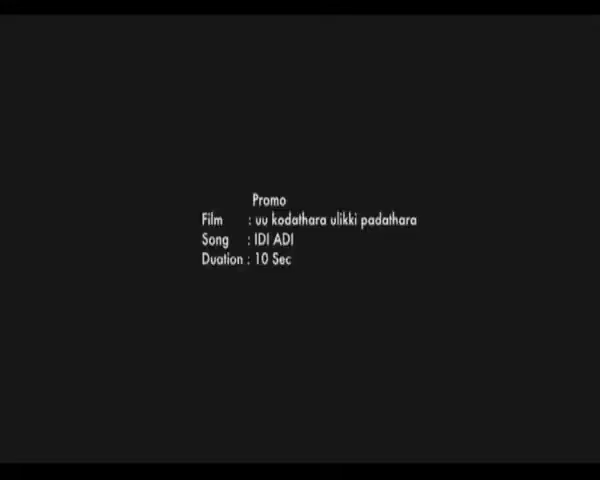 Promo
Film : uu kodathara ulikki padathara
Song : IDI ADI
Duation : 10 Sec